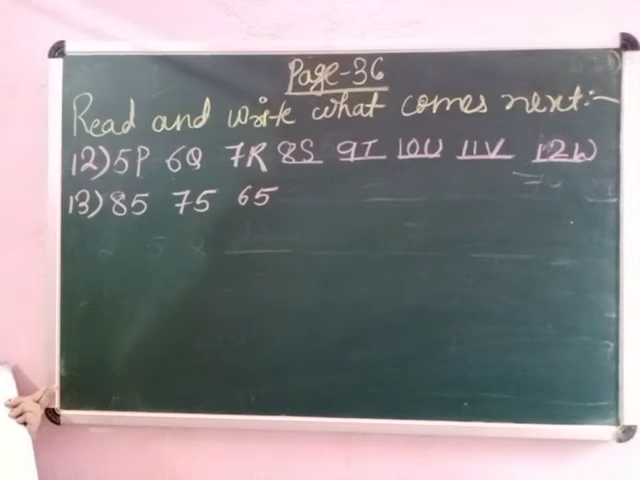 Page-36
Read and write what comes next:-
12) 5P 6Q 7R 8S 9T 10U 11V 12W
13) 85 75 65